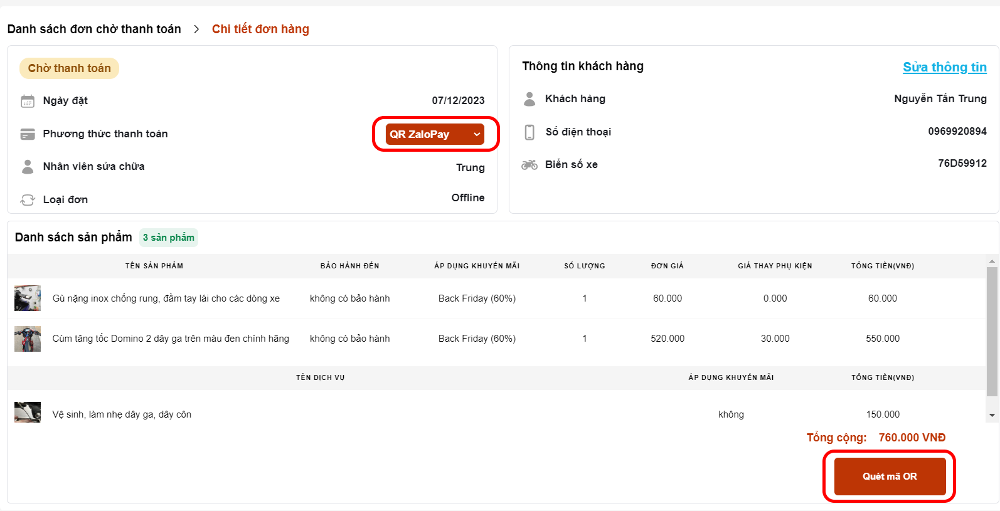 Danh sách đơn chờ thanh toán > Chi tiết đơn hàng
Chờ thanh toán
Ngày đặt 07/12/2023
Phương thức thanh toán QR ZaloPay
Nhân viên sửa chữa Trung
Loại đơn Offline
Thông tin khách hàng Sửa thông tin
Khách hàng Nguyễn Tấn Trung
Số điện thoại 0969920894
Biển số xe 76D59912
Danh sách sản phẩm 3 sản phẩm
TÊN SẢN PHẨM BẢO HÀNH ĐẾN ÁP DỤNG KHUYẾN MÃI SỐ LƯỢNG ĐƠN GIÁ GIÁ THAY PHỤ KIỆN TỔNG TIỀN(VNĐ)
Gù nặng inox chống rung, đầm tay lái cho các dòng xe không có bảo hành Back Friday (60%) 1 60.000 0.000 60.000
Cùm tăng tốc Domino 2 dây ga trên màu đen chính hãng không có bảo hành Back Friday (60%) 1 520.000 30.000 550.000
TÊN DỊCH VỤ ÁP DỤNG KHUYẾN MÃI TỔNG TIỀN(VNĐ)
Vệ sinh, làm nhẹ dây ga, dây côn không 150.000
Tổng cộng: 760.000 VNĐ
Quét mã OR